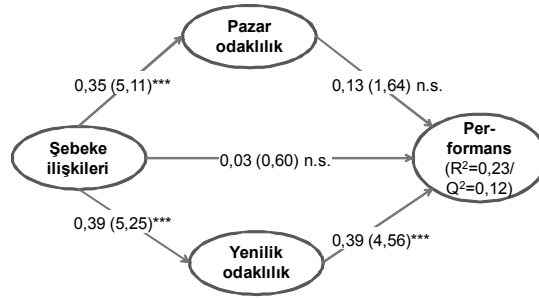 Pazar
odaklılık
0,35 (5,11)***
0,13 (1,64) n.s.
Şebeke
ilişkileri
0,03 (0,60) n.s.
Per-
formans
(R²=0,23/
Q²=0,12)
0,39 (5,25)***
0,39 (4,56)***
Yenilik
odaklılık